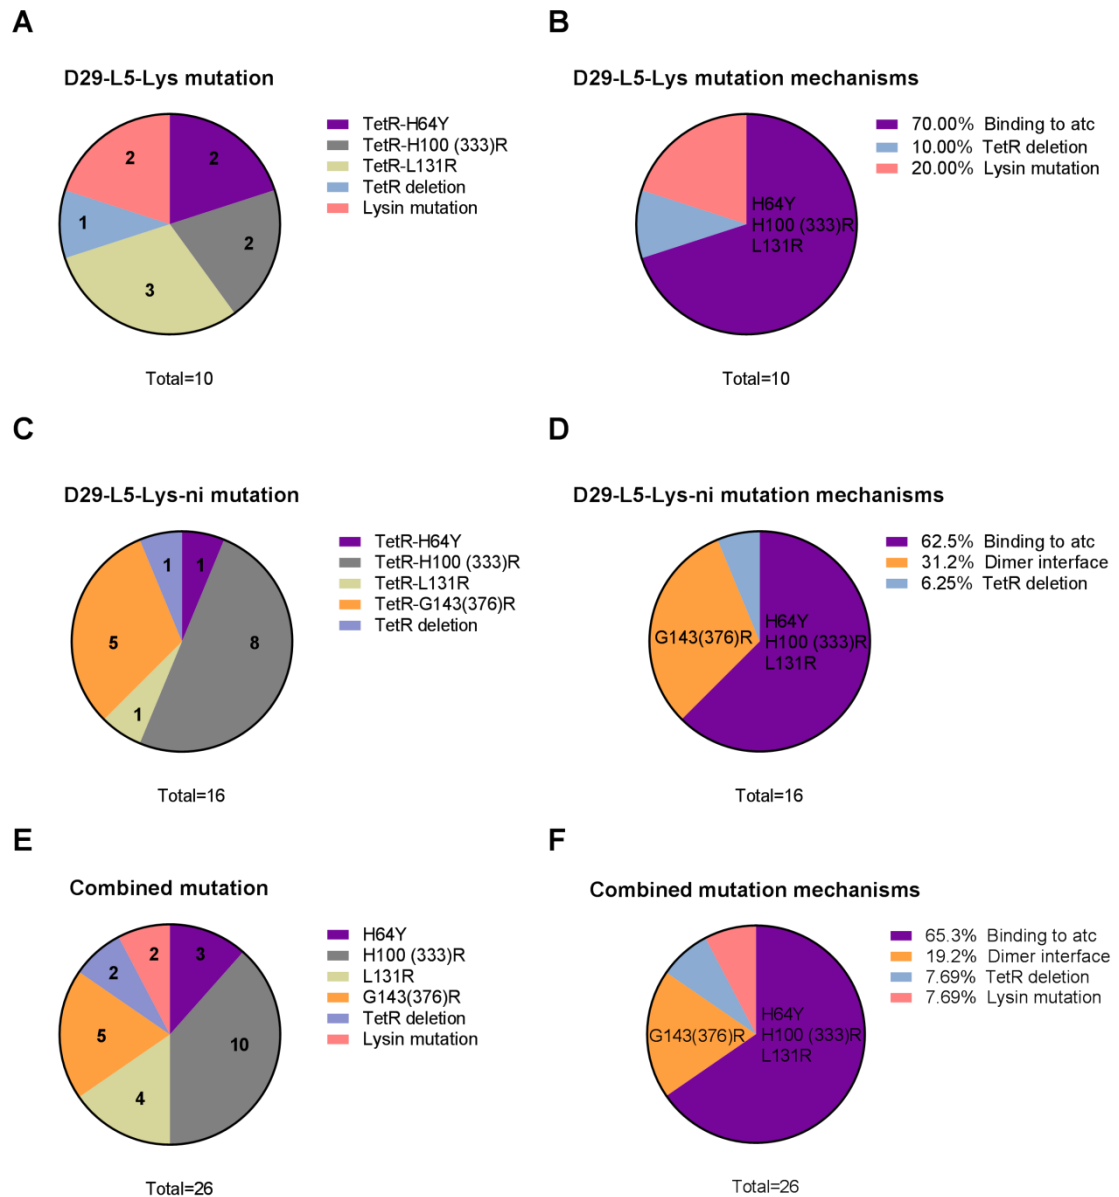 A
D29-L5-Lys mutation
2
2
2
3
1
TetR-H64Y
TetR-H100 (333)R
TetR-L131R
TetR deletion
Lysin mutation
Total=10
B
D29-L5-Lys mutation mechanisms
H64Y
H100 (333)R
L131R
70.00% Binding to atc
10.00% TetR deletion
20.00% Lysin mutation
Total=10
C
D29-L5-Lys-ni mutation
1
1
5
8
1
TetR-H64Y
TetR-H100 (333)R
TetR-L131R
TetR-G143(376)R
TetR deletion
Total=16
D
D29-L5-Lys-ni mutation mechanisms
G143(376)R
H64Y
H100 (333)R
L131R
62.5% Binding to atc
31.2% Dimer interface
6.25% TetR deletion
Total=16
E
Combined mutation
2
3
2
5
10
4
H64Y
H100 (333)R
L131R
G143(376)R
TetR deletion
Lysin mutation
Total=26
F
Combined mutation mechanisms
G143(376)R
H64Y
H100 (333)R
L131R
65.3% Binding to atc
19.2% Dimer interface
7.69% TetR deletion
7.69% Lysin mutation
Total=26